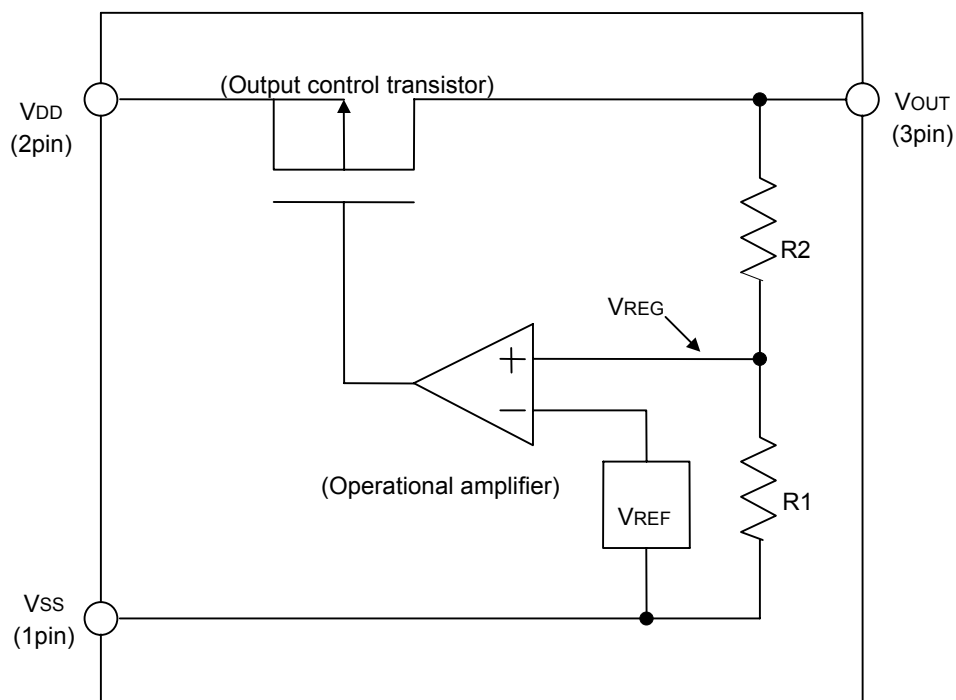 (Output control transistor)
VDD
(2pin)
VOUT
(3pin)
R2
VREG
+
−
(Operational amplifier)
VREF
R1
VSS
(1pin)